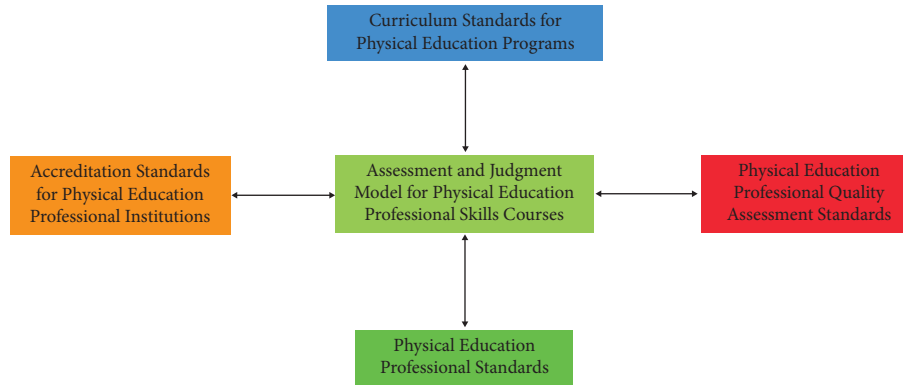 Curriculum Standards for
Physical Education Programs
Accreditation Standards
for Physical Education
Professional Institutions
Assessment and Judgment
Model for Physical Education
Professional Skills Courses
Physical Education
Professional Quality
Assessment Standards
Physical Education
Professional Standards